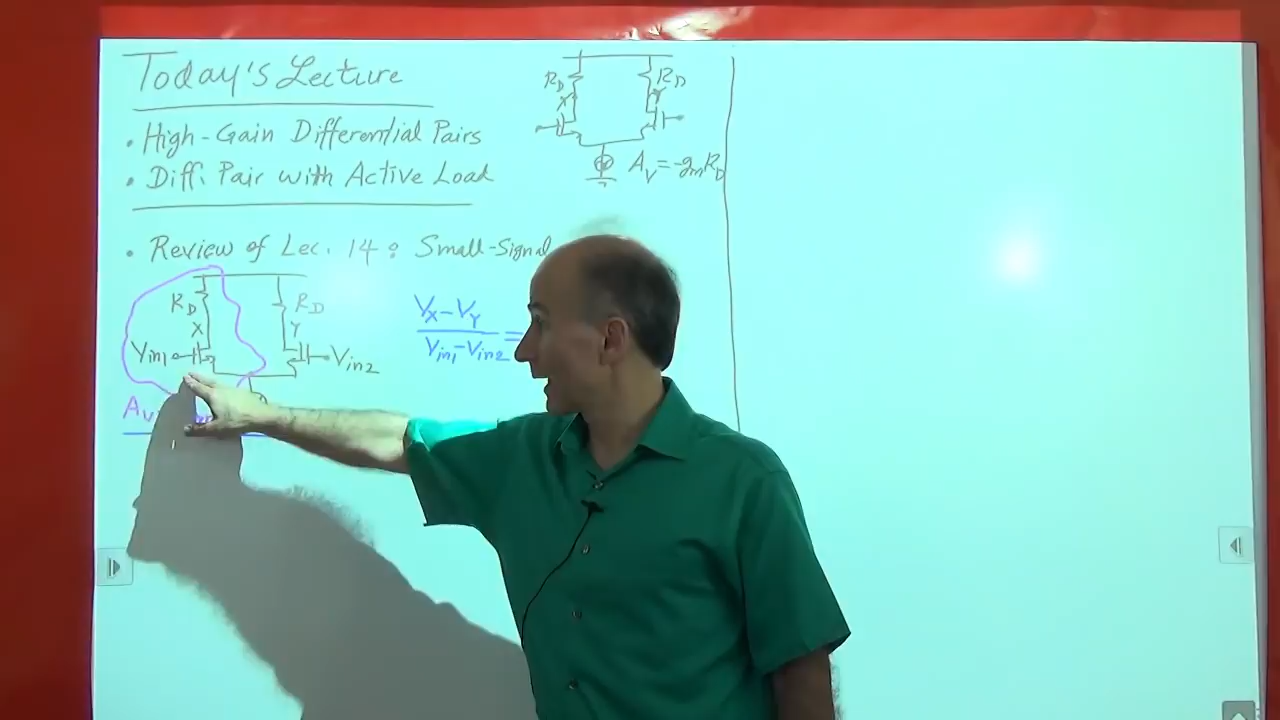 Today's Lecture
• High-Gain Differential Pairs
• Diff. Pair with Active Load
RD RD
X Y
Av = -gmRD
• Review of Lec. 14 : Small-Signal
RD RD
X Y
Vin1 Vin2
Av
VX-VY
Vin1-Vin2 =